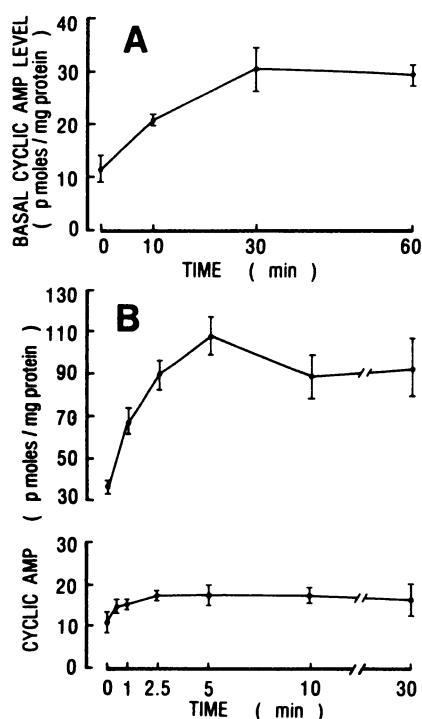 A
BASAL CYCLIC AMP LEVEL
( p moles / mg protein )
40
30
20
10
0
0 10 30 60
TIME ( min )
B
CYCLIC AMP ( p moles / mg protein )
130
110
90
70
50
30
30
20
10
0
0 1 2.5 5 10 30
TIME ( min )